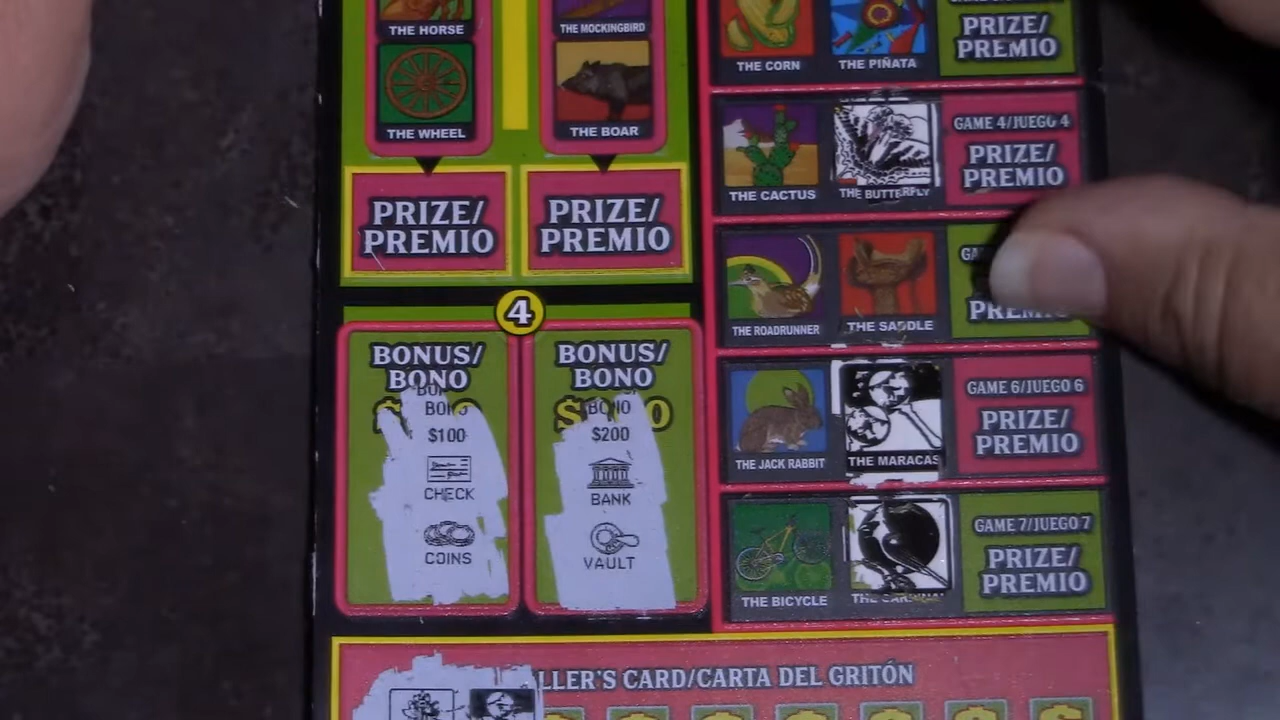 THE HORSE
THE WHEEL
PRIZE/
PREMIO
THE MOCKINGBIRD
THE BOAR
PRIZE/
PREMIO
4
BONUS/
BONO
BONO
$100
CHECK
COINS
BONUS/
BONO
BONO
$200
BANK
VAULT
THE CORN
THE PIÑATA
PRIZE/
PREMIO
THE CACTUS
THE BUTTERFLY
GAME 4/JUEGO 4
PRIZE/
PREMIO
THE ROADRUNNER
THE SADDLE
THE JACK RABBIT
THE MARACAS
GAME 6/JUEGO 6
PRIZE/
PREMIO
THE BICYCLE
THE CARDINAL
GAME 7/JUEGO 7
PRIZE/
PREMIO
LLER'S CARD/CARTA DEL GRITÓN